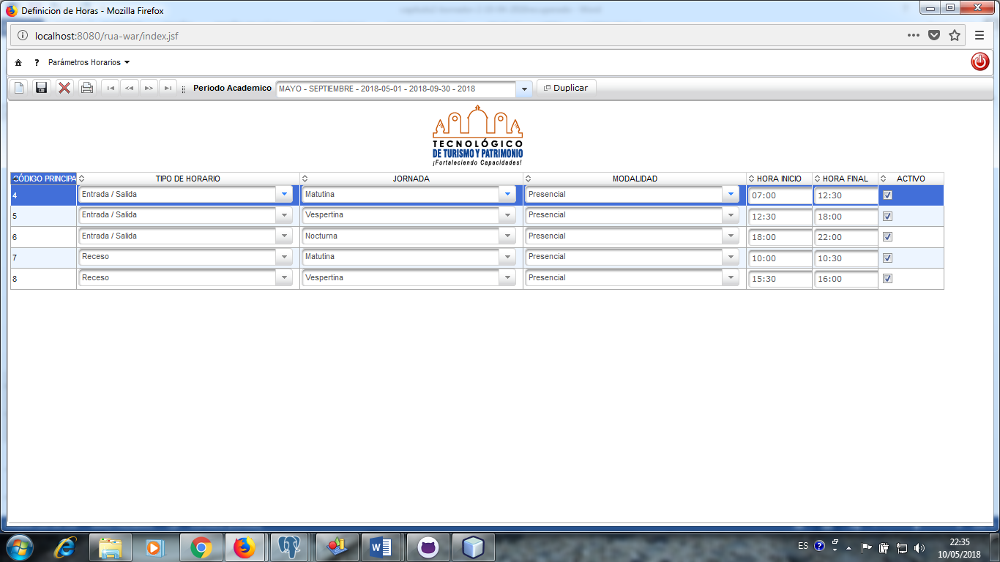 Definicion de Horas - Mozilla Firefox
localhost:8080/rua-war/index.jsf
? Parámetros Horarios
Periodo Academico MAYO - SEPTIEMBRE - 2018-05-01 - 2018-09-30 - 2018 Duplicar
TECNOLÓGICO
DE TURISMO Y PATRIMONIO
¡Fortaleciendo Capacidades!
CÓDIGO PRINCIPA TIPO DE HORARIO JORNADA MODALIDAD HORA INICIO HORA FINAL ACTIVO
4 Entrada / Salida Matutina Presencial 07:00 12:30
5 Entrada / Salida Vespertina Presencial 12:30 18:00
6 Entrada / Salida Nocturna Presencial 18:00 22:00
7 Receso Matutina Presencial 10:00 10:30
8 Receso Vespertina Presencial 15:30 16:00
ES 22:35
10/05/2018